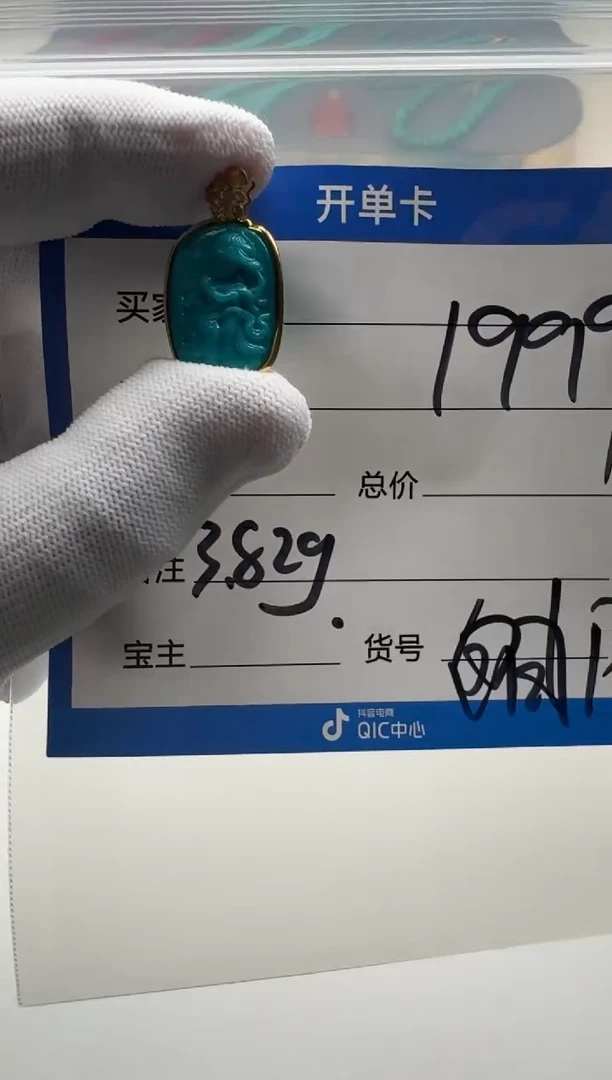 开单卡
买家
1999
总价
注 3.82g.
宝主
货号
抖音电商
QIC中心